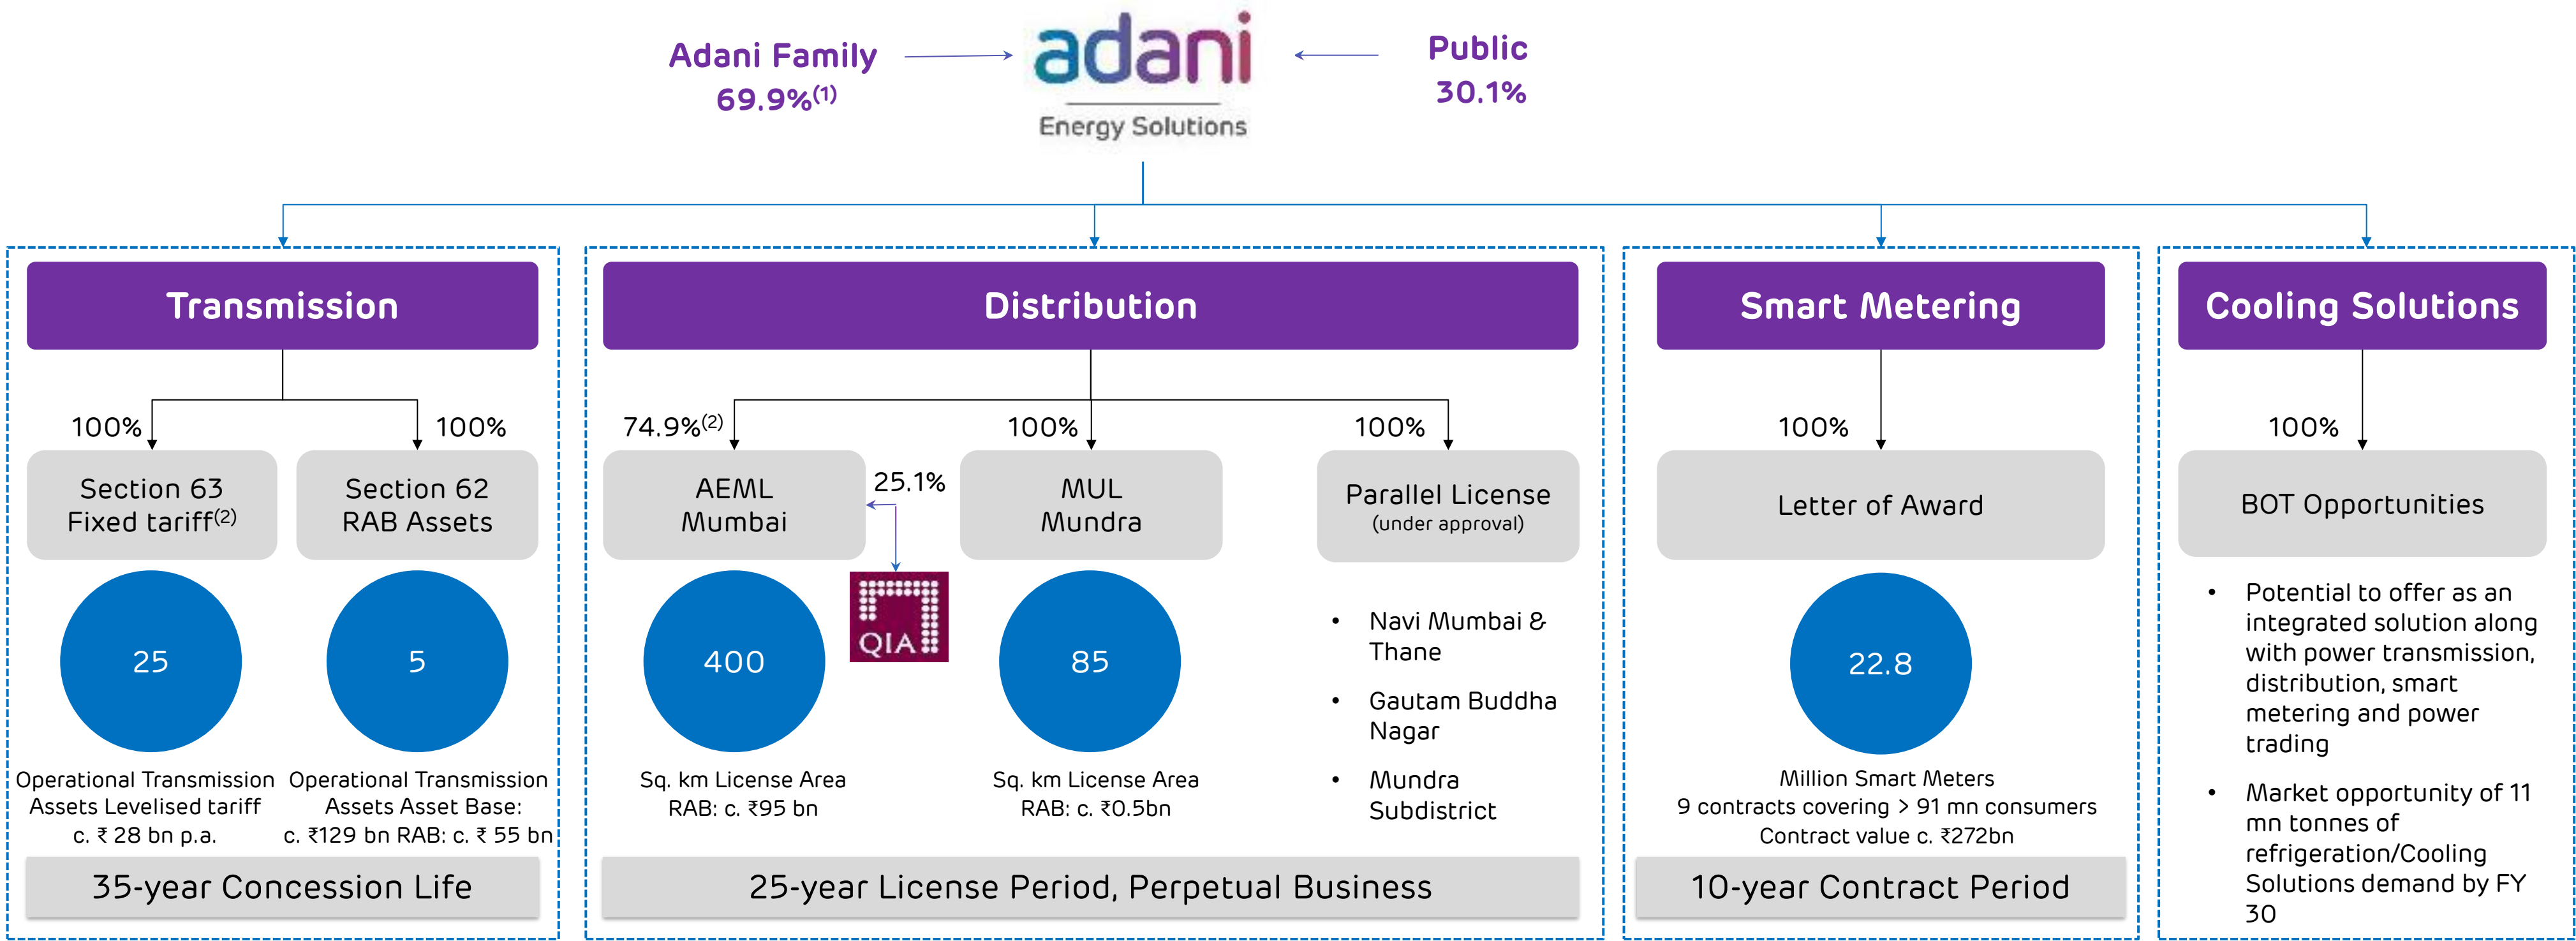 Adani Family
69.9%(1)
adani
Energy Solutions
Public
30.1%
Transmission
100%
100%
Section 63
Fixed tariff(2)
Section 62
RAB Assets
25
5
Operational Transmission
Assets Levelised tariff
c. ₹ 28 bn p.a.
Operational Transmission
Assets Asset Base:
c. ₹129 bn RAB: c. ₹ 55 bn
35-year Concession Life
Distribution
74.9%(2)
100%
100%
AEML
Mumbai
25.1%
QIA
MUL
Mundra
Parallel License
(under approval)
400
85
Sq. km License Area
RAB: c. ₹95 bn
Sq. km License Area
RAB: c. ₹0.5bn
• Navi Mumbai &
Thane
• Gautam Buddha
Nagar
• Mundra
Subdistrict
25-year License Period, Perpetual Business
Smart Metering
100%
Letter of Award
22.8
Million Smart Meters
9 contracts covering > 91 mn consumers
Contract value c. ₹272bn
10-year Contract Period
Cooling Solutions
100%
BOT Opportunities
• Potential to offer as an
integrated solution along
with power transmission,
distribution, smart
metering and power
trading
• Market opportunity of 11
mn tonnes of
refrigeration/Cooling
Solutions demand by FY
30